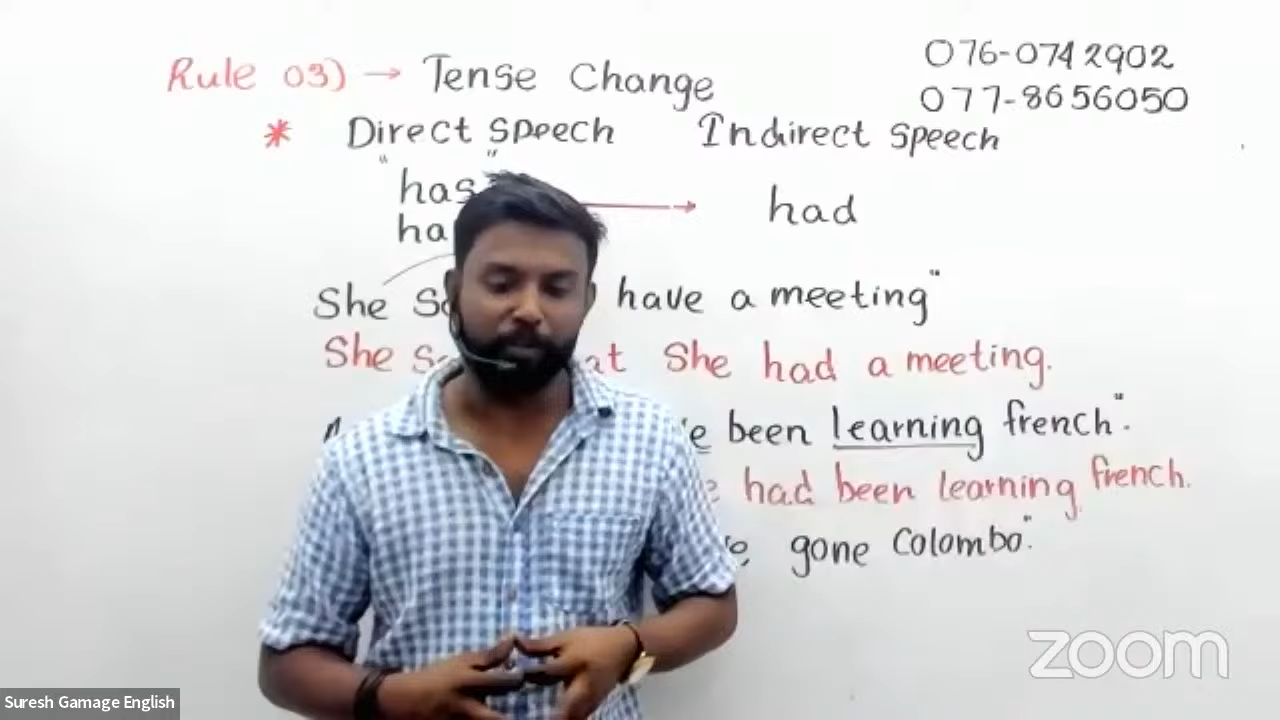 Rule 03) → Tense Change
076-0742902
077-8656050
* Direct Speech Indirect Speech
"has" → had
She have a meeting"
She She had a meeting.
been learning french".
had been learning french.
gone Colombo".
zoom
Suresh Gamage English